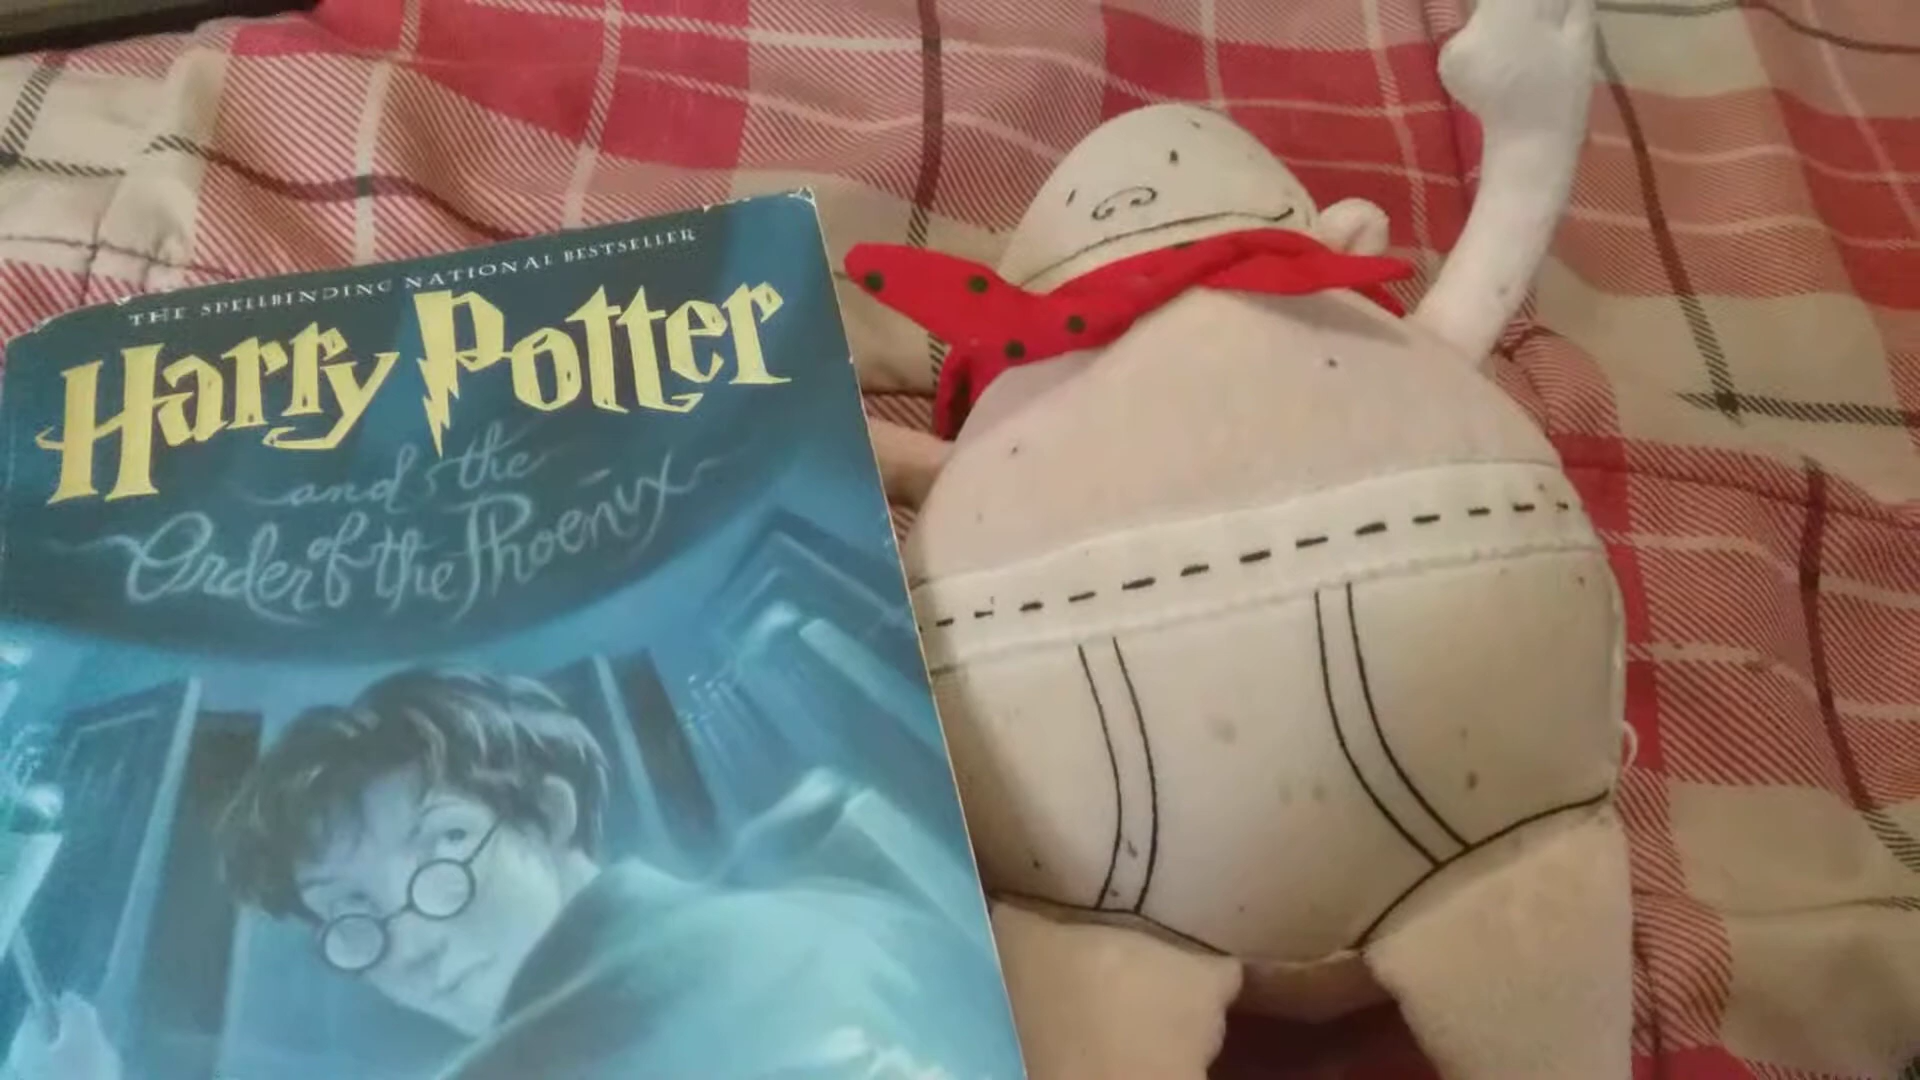 THE SPELLBINDING NATIONAL BESTSELLER
Harry Potter
and the
Order of the Phoenix